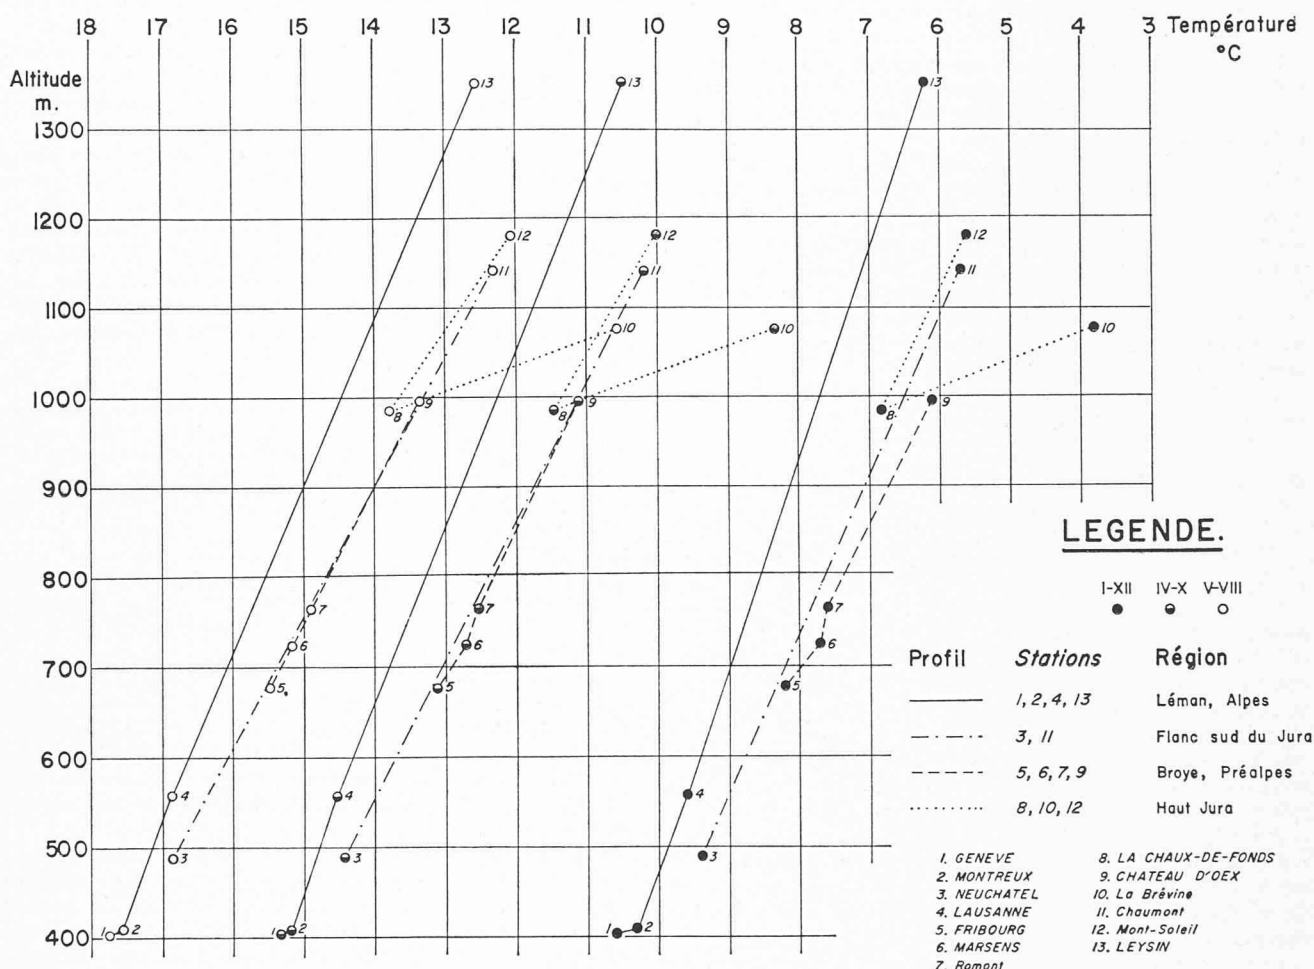 18 17 16 15 14 13 12 11 10 9 8 7 6 5 4 3 Température
°C
Altitude
m.
13 13 13
1300
1200
12 12 12
11 11 11
1100
10 10 10
1000
9 9 9
8 8 8
900
LEGENDE.
800
I-XII IV-X V-VIII
7 7 7
6 6 6
700
Profil Stations Région
5 5 5
1, 2, 4, 13 Léman, Alpes
3, 11 Flanc sud du Jura
600
5, 6, 7, 9 Broye, Préalpes
4 4 4
8, 10, 12 Haut Jura
3 3 3
500
1. GENEVE
2. MONTREUX
3. NEUCHATEL
4. LAUSANNE
5. FRIBOURG
6. MARSENS
7. Romont
8. LA CHAUX-DE-FONDS
9. CHATEAU D'OEX
10. La Brévine
11. Chaumont
12. Mont-Soleil
13. LEYSIN
400
1 2 1 2 1 2